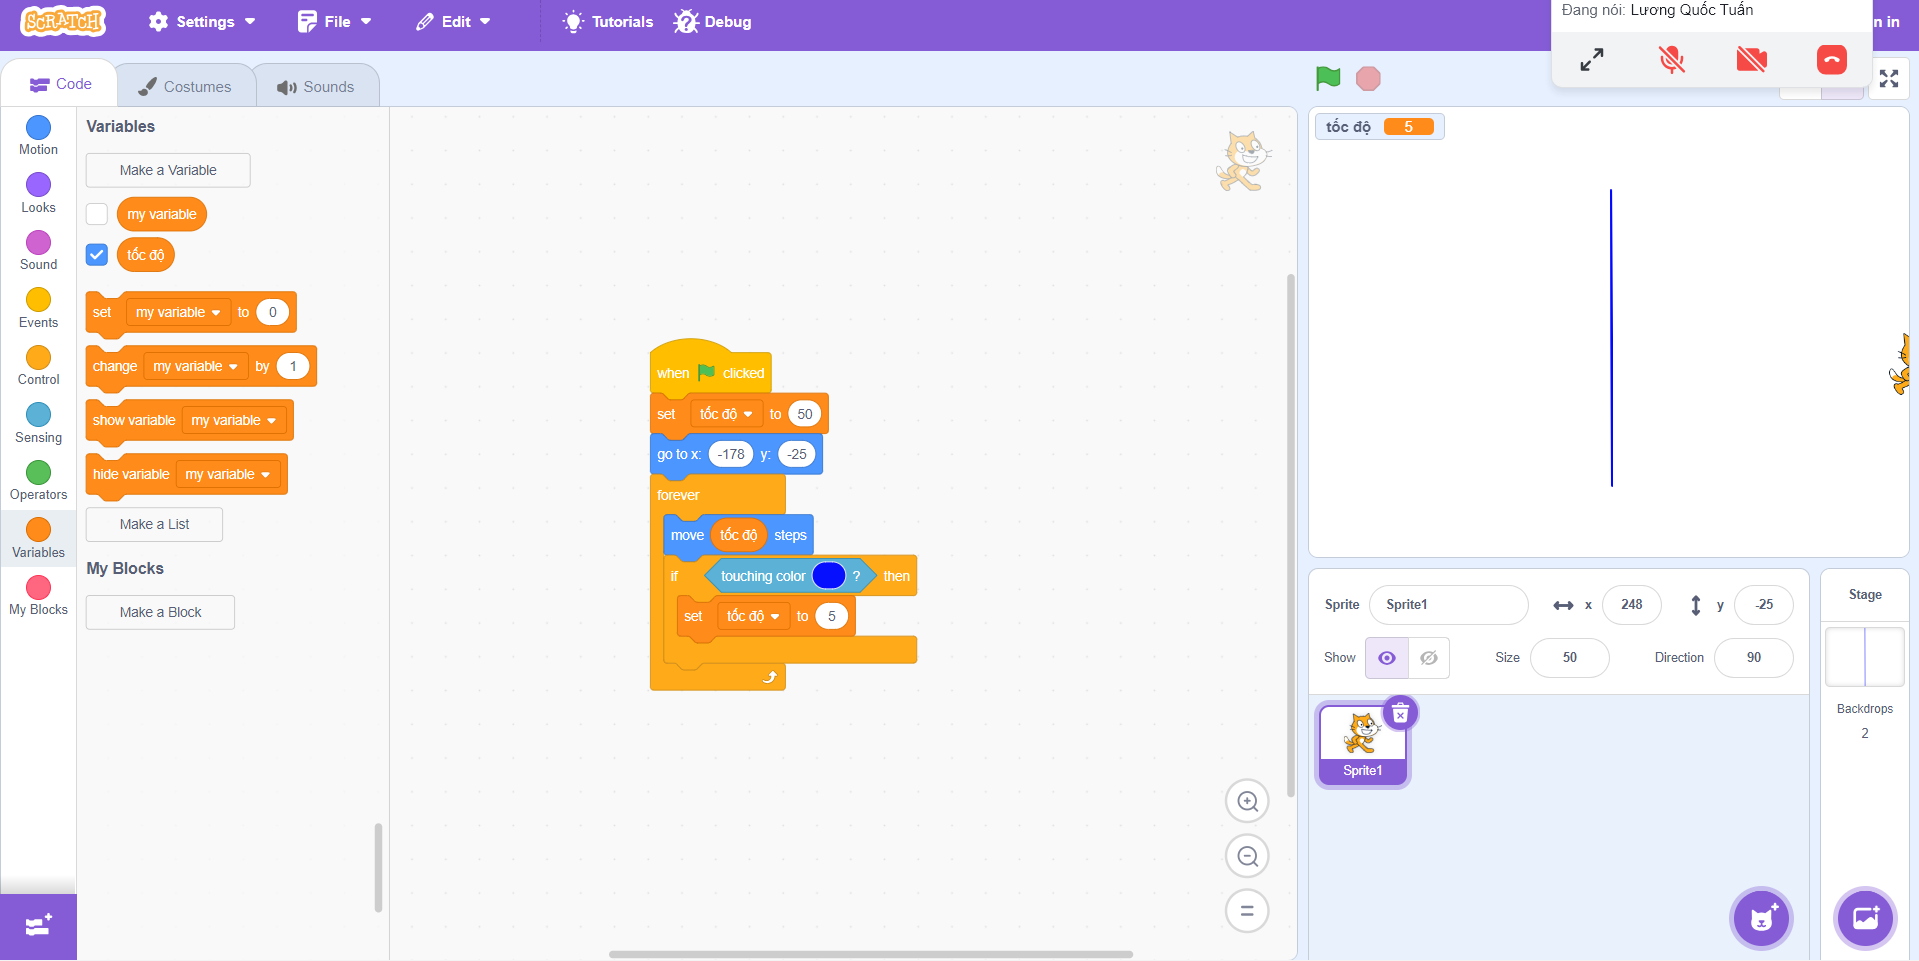 SCRATCH Settings File Edit Tutorials Debug
Đang nói: Lương Quốc Tuấn
n in
Code Costumes Sounds
Motion
Looks
Sound
Events
Control
Sensing
Operators
Variables
My Blocks
Variables
Make a Variable
my variable
tốc độ
set my variable to 0
change my variable by 1
show variable my variable
hide variable my variable
Make a List
My Blocks
Make a Block
when clicked
set tốc độ to 50
go to x: -178 y: -25
forever
move tốc độ steps
if touching color ? then
set tốc độ to 5
tốc độ 5
Sprite Sprite1 x 248 y -25
Show Size 50 Direction 90
Sprite1
Stage
Backdrops
2